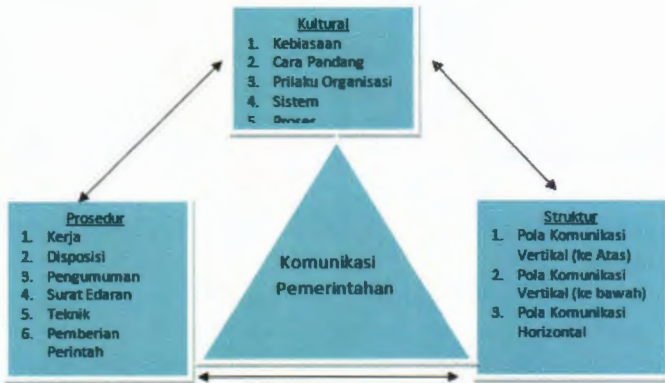 Kultural
1. Kebiasaan
2. Cara Pandang
3. Prilaku Organisasi
4. Sistem
5. Proses
Prosedur
1. Kerja
2. Disposisi
3. Pengumuman
4. Surat Edaran
5. Teknik
6. Pemberian
Perintah
Komunikasi
Pemerintahan
Struktur
1. Pola Komunikasi
Vertikal (ke Atas)
2. Pola Komunikasi
Vertikal (ke bawah)
3. Pola Komunikasi
Horizontal